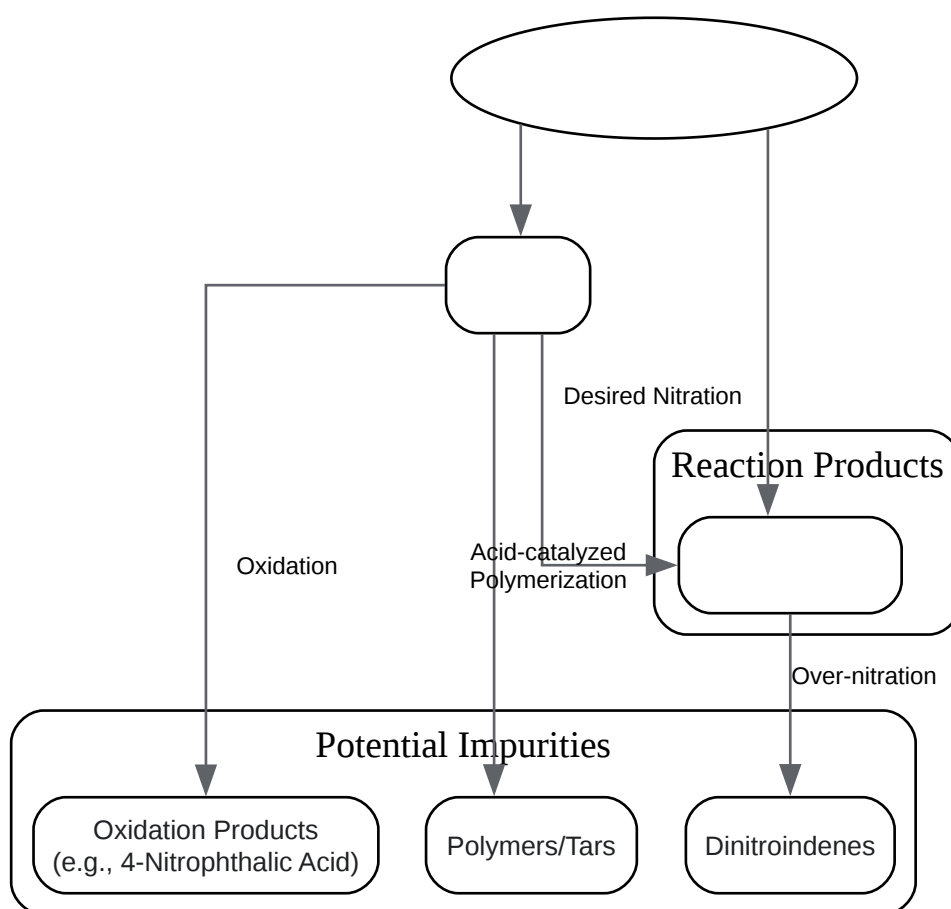 Desired Nitration
Reaction Products
Oxidation
Acid-catalyzed
Polymerization
Over-nitration
Potential Impurities
Oxidation Products
(e.g., 4-Nitrophthalic Acid)
Polymers/Tars
Dinitroindenes